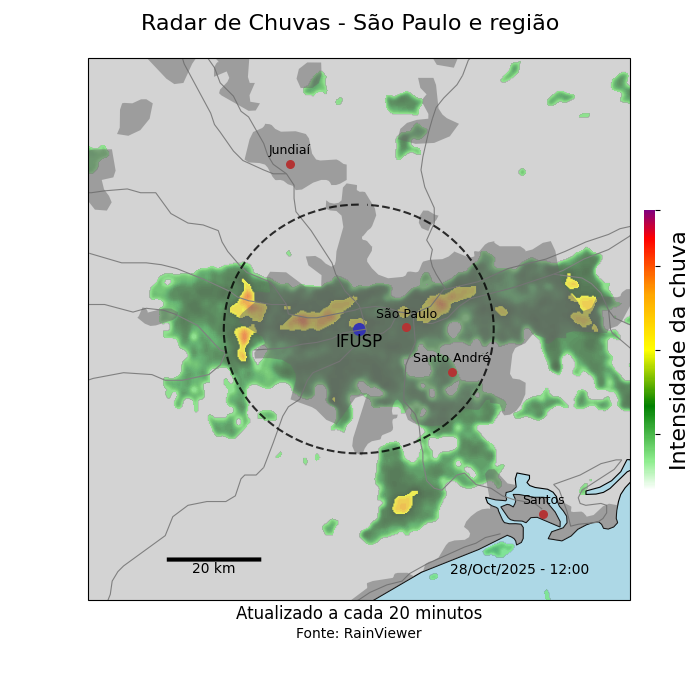 Radar de Chuvas - São Paulo e região
Jundiaí
São Paulo
IFUSP
Santo André
Santos
20 km
28/Oct/2025 - 12:00
Intensidade da chuva
Atualizado a cada 20 minutos
Fonte: RainViewer